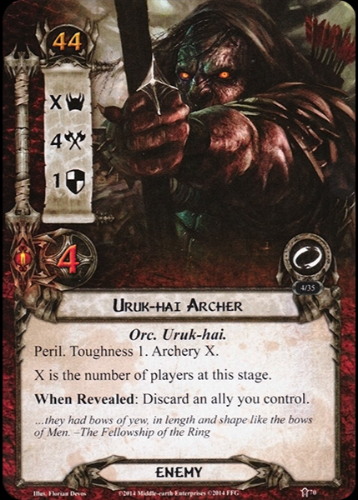 44
X
4
1
4
4/35
URUK-HAI ARCHER
Orc. Uruk-hai.
Peril. Toughness 1. Archery X.
X is the number of players at this stage.
When Revealed: Discard an ally you control.
...they had bows of yew, in length and shape like the bows
of Men. –The Fellowship of the Ring
ENEMY
Illus. Florian Devos ©2014 Middle-earth Enterprises ©2014 FFG